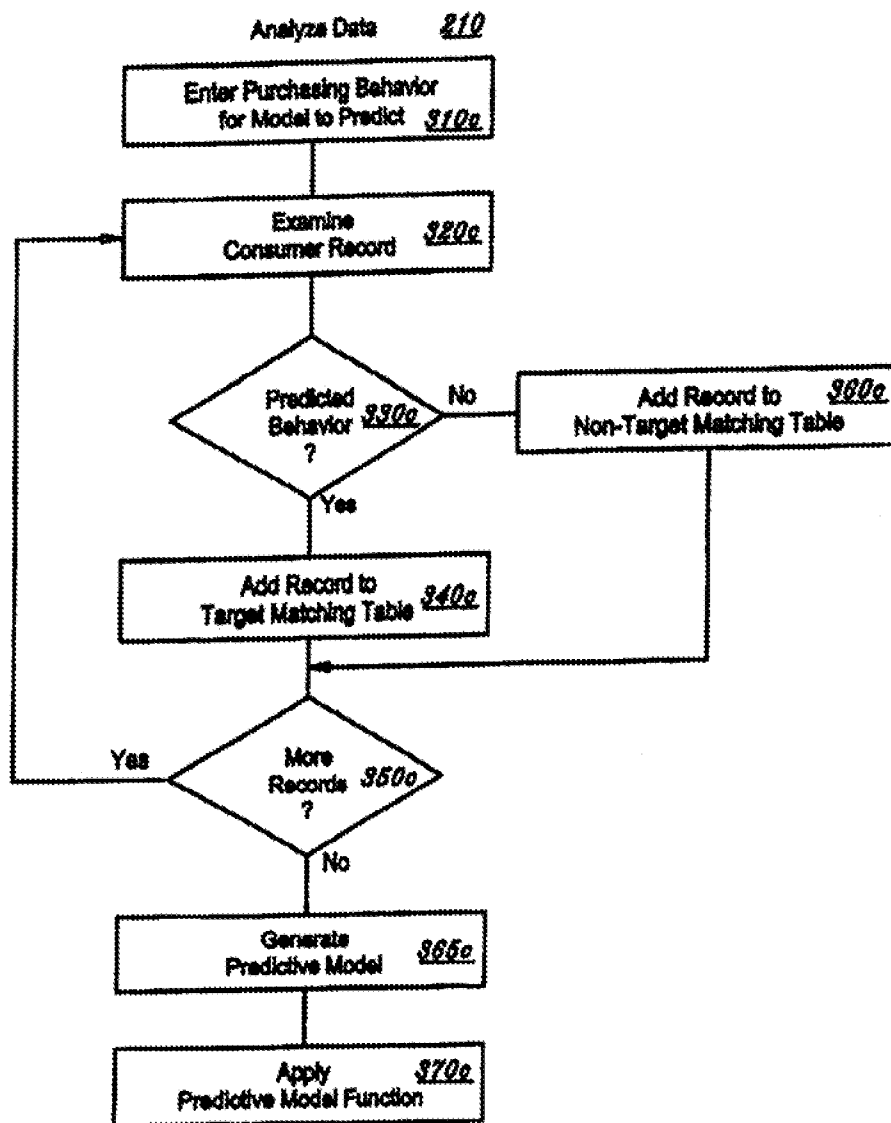 Analyze Data 210
Enter Purchasing Behavior
for Model to Predict 310c
Examine
Consumer Record 320c
Predicted
Behavior 330c
?
No
Add Record to 360c
Non-Target Matching Table
Yes
Add Record to
Target Matching Table 340c
Yes
More
Records 350c
?
No
Generate
Predictive Model 365c
Apply 370c
Predictive Model Function